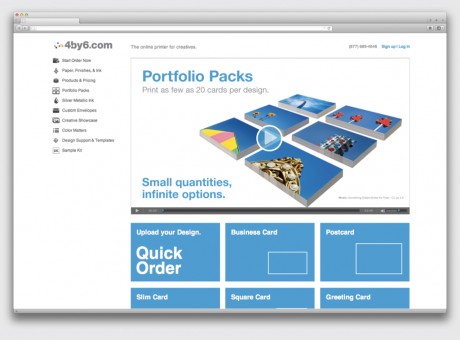 4by6.com
The online printer for creatives.
Sign up! Log In
Start Order Now
Paper, Finishes, & Ink
Products & Pricing
Portfolio Packs
Silver Metallic Ink
Custom Envelopes
Creative Showcase
Color Matters
Design Support & Templates
Sample Kit
Portfolio Packs
Print as few as 20 cards per design.
Small quantities,
infinite options.
Upload your Design.
Quick
Order
Business Card
Postcard
Slim Card
Square Card
Greeting Card